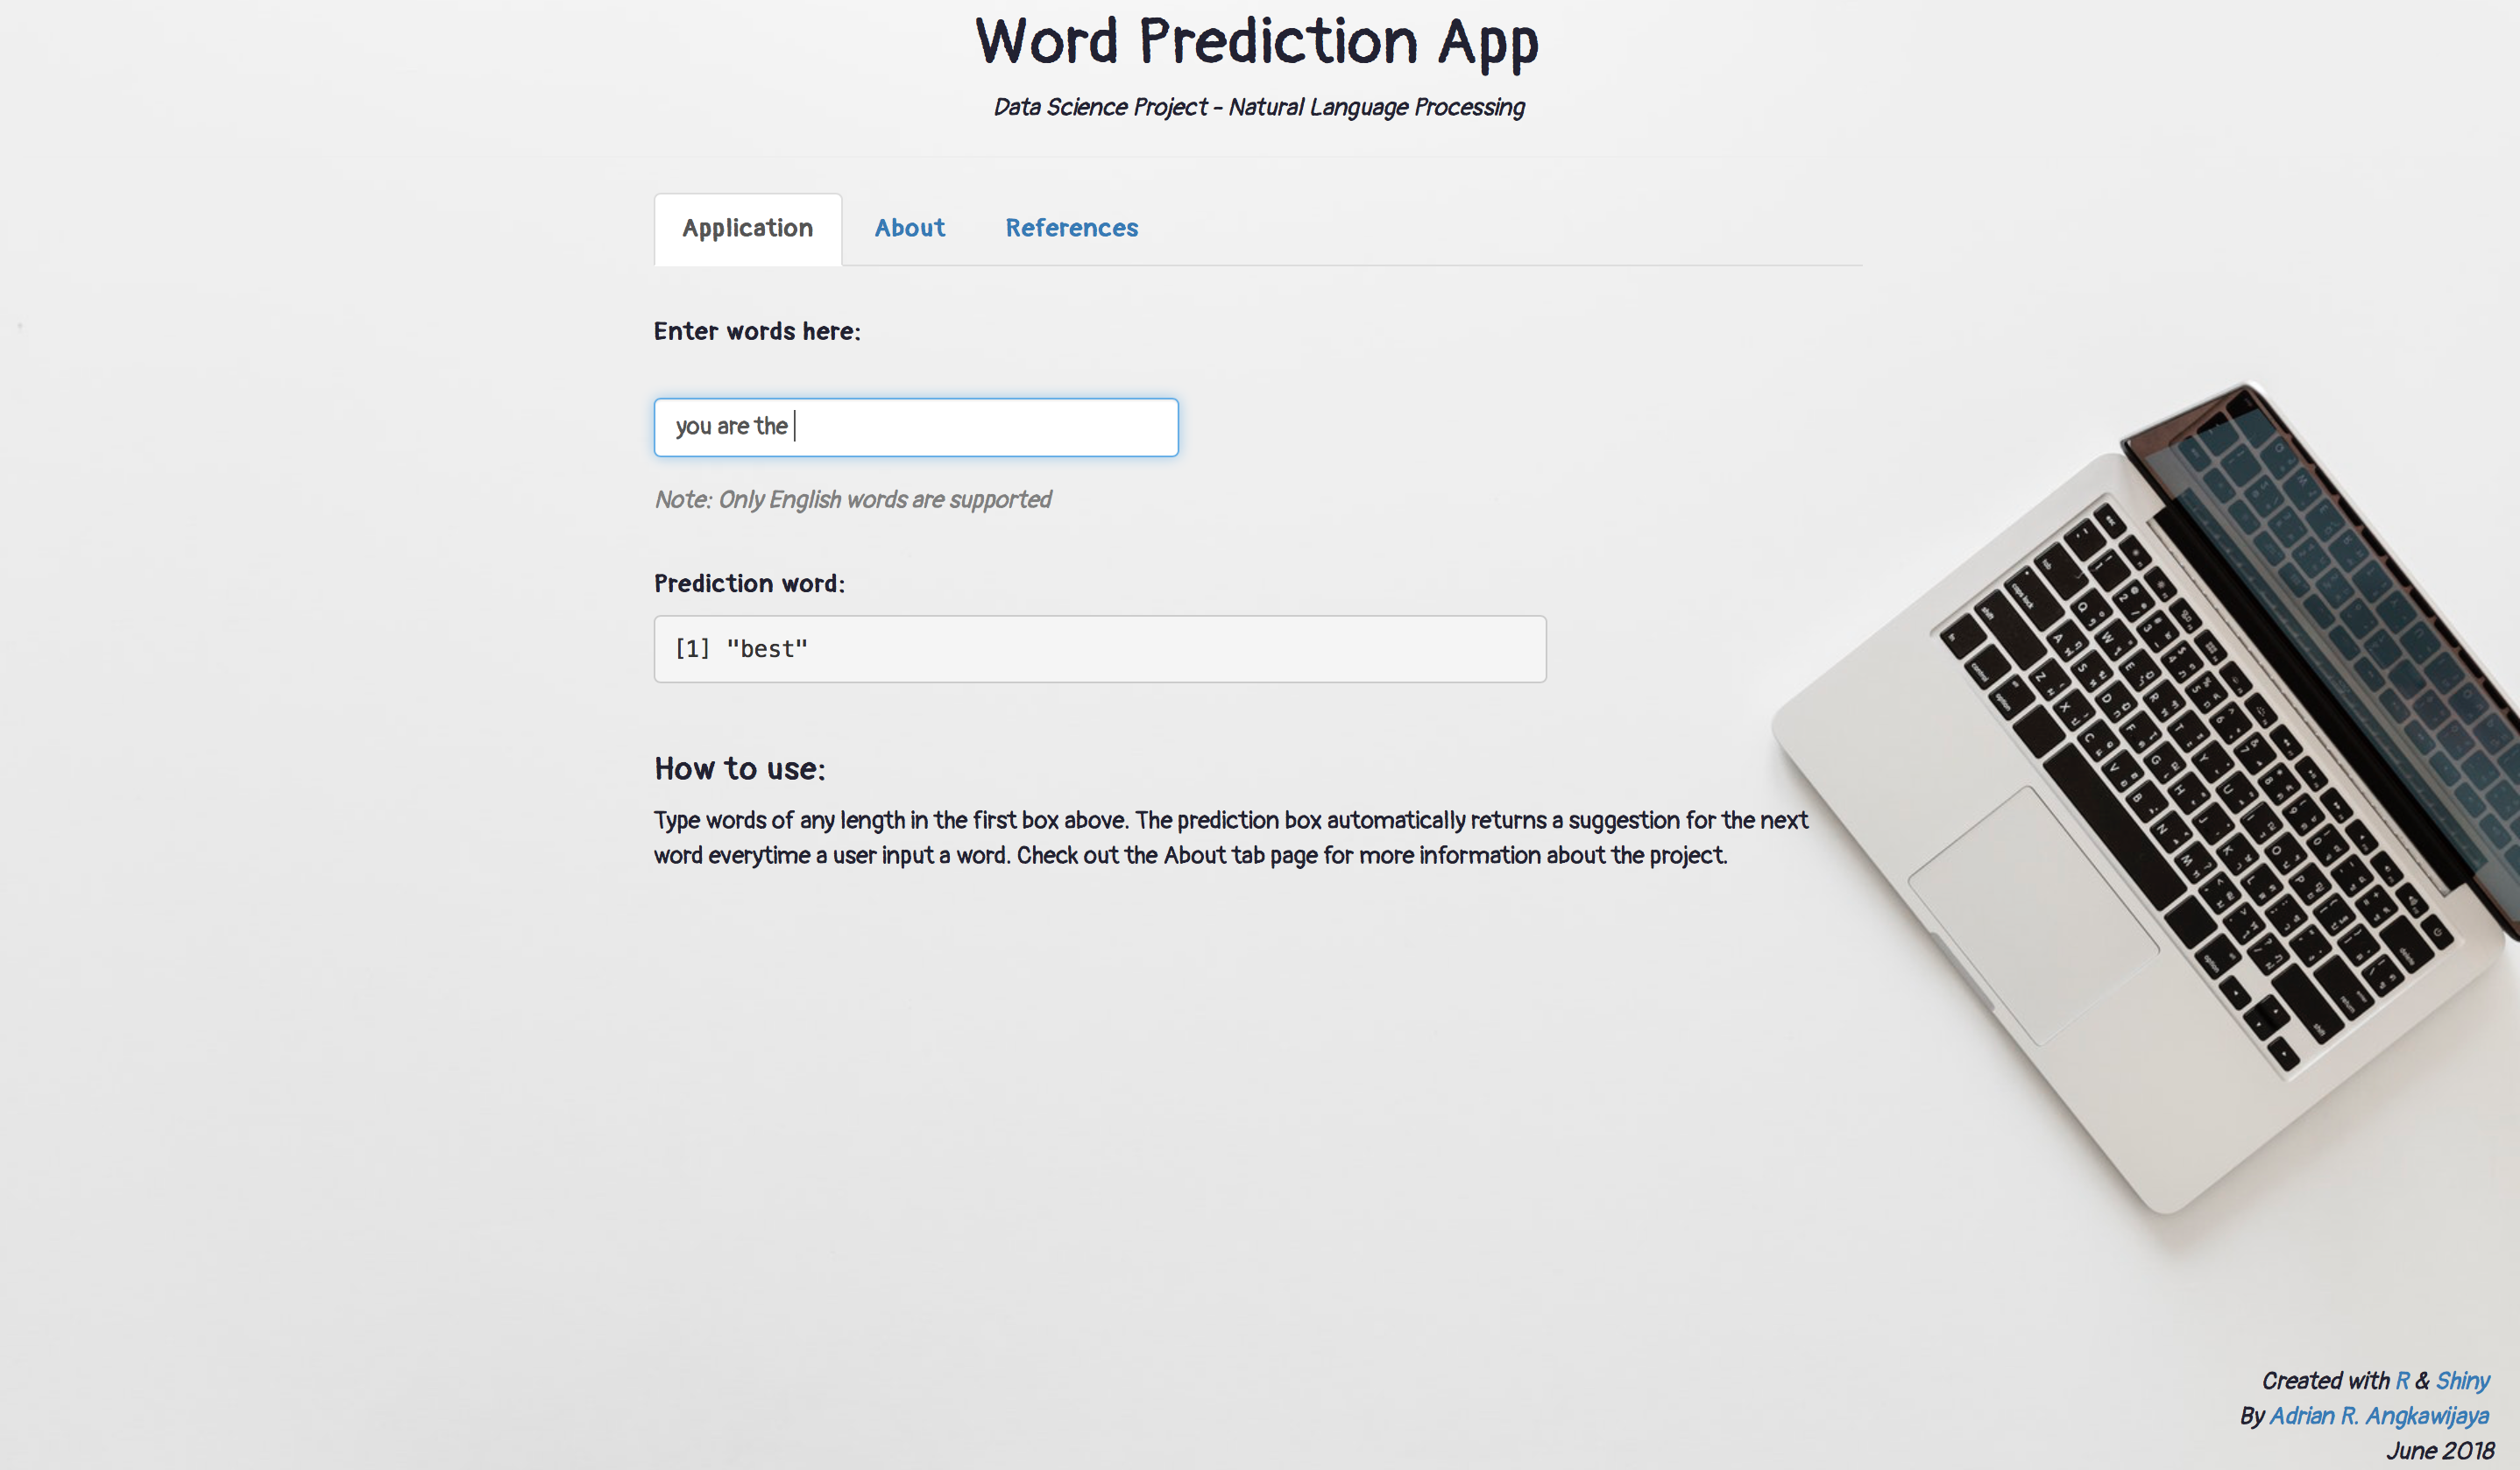 Word Prediction App
Data Science Project - Natural Language Processing
Application About References
Enter words here:
you are the
Note: Only English words are supported
Prediction word:
[1] "best"
How to use:
Type words of any length in the first box above. The prediction box automatically returns a suggestion for the next
word everytime a user input a word. Check out the About tab page for more information about the project.
Created with R & Shiny
By Adrian R. Angkawijaya
June 2018